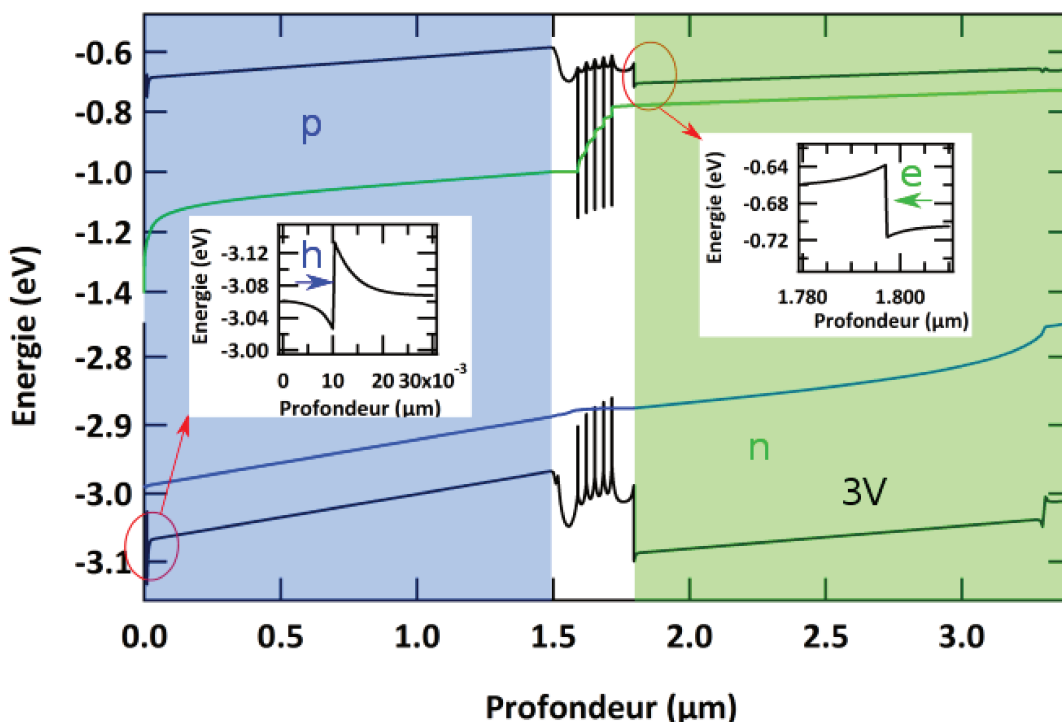 -0.6
-0.8
-1.0
-1.2
-1.4
-2.8
-2.9
-3.0
-3.1
Energie (eV)
p
n
3V
-3.12
-3.08
-3.04
-3.00
Energie (eV)
h
0 10 20 30x10⁻³
Profondeur (μm)
-0.64
-0.68
-0.72
Energie (eV)
e
1.780 1.800
Profondeur (μm)
0.0 0.5 1.0 1.5 2.0 2.5 3.0
Profondeur (μm)